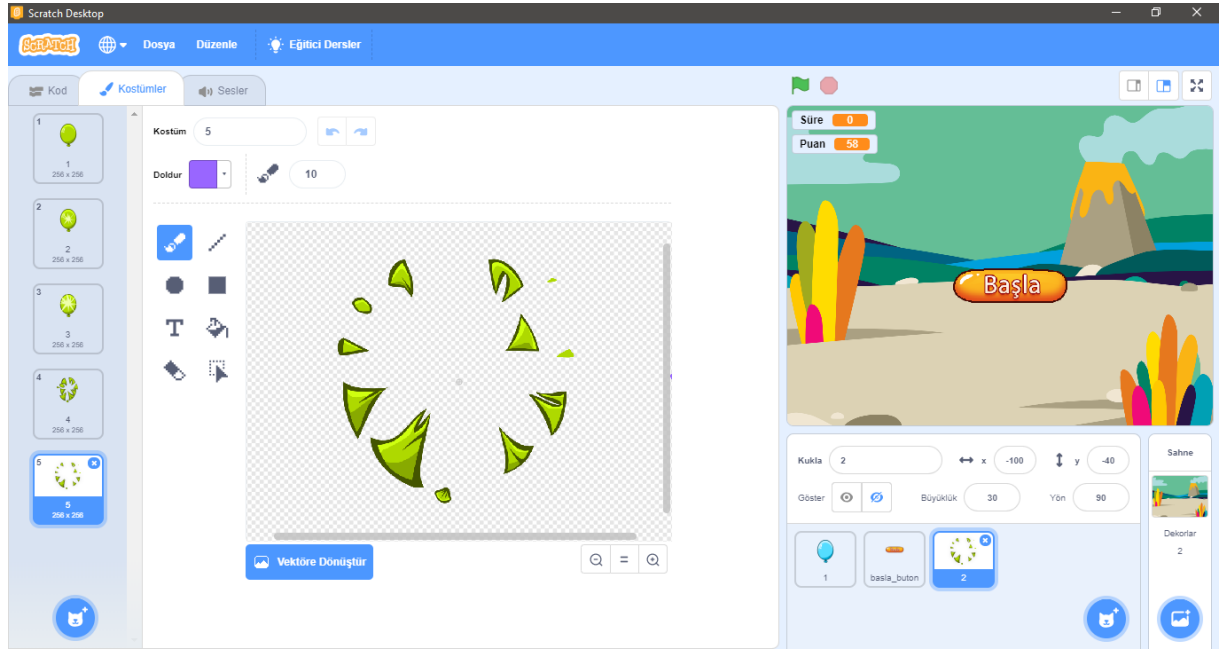 Scratch Desktop
SCRATCH Dosya Düzenle Eğitici Dersler
Kod Kostümler Sesler
1
1
256 x 256
2
2
256 x 256
3
3
256 x 256
4
4
256 x 256
5
5
256 x 256
Kostüm 5
Doldur 10
T
Vektöre Dönüştür
Süre 0
Puan 58
Başla
Kukla 2 x -100 y -40
Göster Büyüklük 30 Yön 90
1
basla_buton
2
Sahne
Dekorlar
2